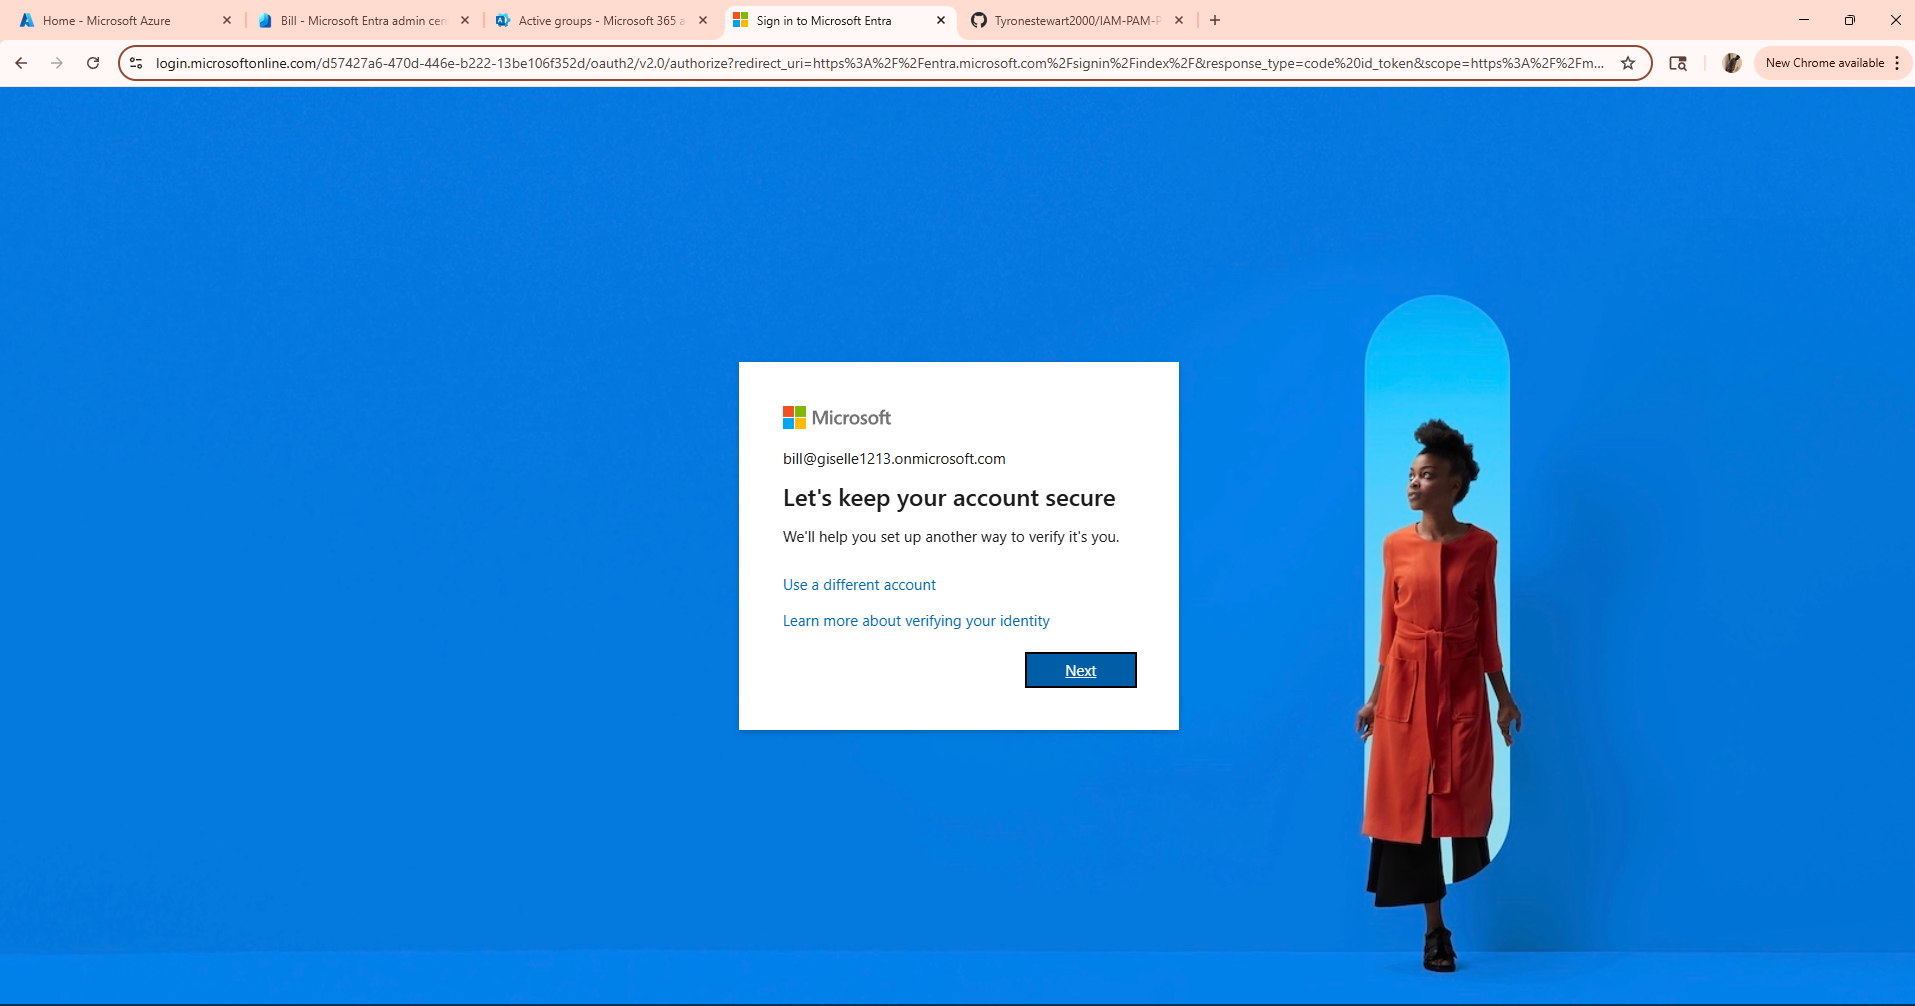 Home - Microsoft Azure
Bill - Microsoft Entra admin cen
Active groups - Microsoft 365 a
Sign in to Microsoft Entra
Tyronestewart2000/IAM-PAM-P
login.microsoftonline.com/d57427a6-470d-446e-b222-13be106f352d/oauth2/v2.0/authorize?redirect_uri=https%3A%2F%2Fentra.microsoft.com%2Fsignin%2Findex%2F&response_type=code%20id_token&scope=https%3A%2F%2Fm...
New Chrome available
Microsoft
bill@giselle1213.onmicrosoft.com
Let's keep your account secure
We'll help you set up another way to verify it's you.
Use a different account
Learn more about verifying your identity
Next